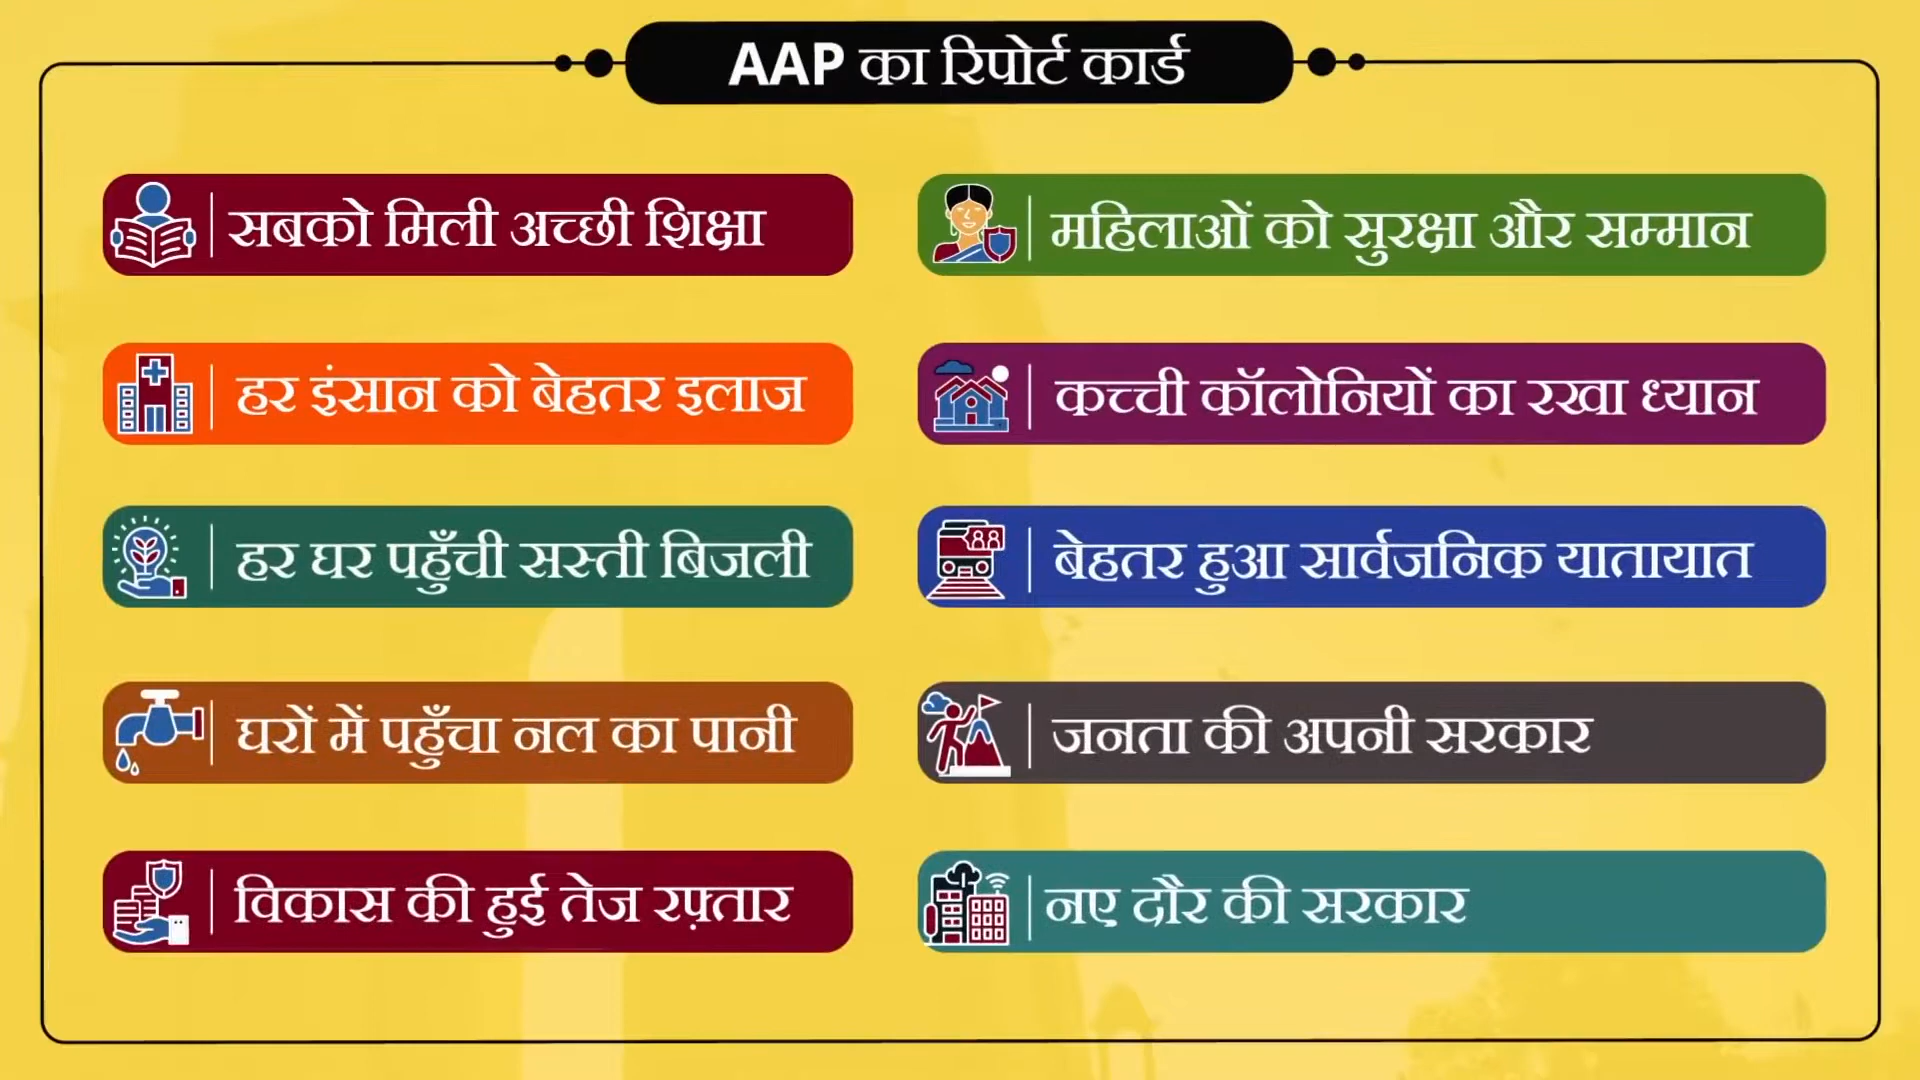 AAP का रिपोर्ट कार्ड
सबको मिली अच्छी शिक्षा
हर इंसान को बेहतर इलाज
हर घर पहुँची सस्ती बिजली
घरों में पहुँचा नल का पानी
विकास की हुई तेज रफ़्तार
महिलाओं को सुरक्षा और सम्मान
कच्ची कॉलोनियों का रखा ध्यान
बेहतर हुआ सार्वजनिक यातायात
जनता की अपनी सरकार
नए दौर की सरकार